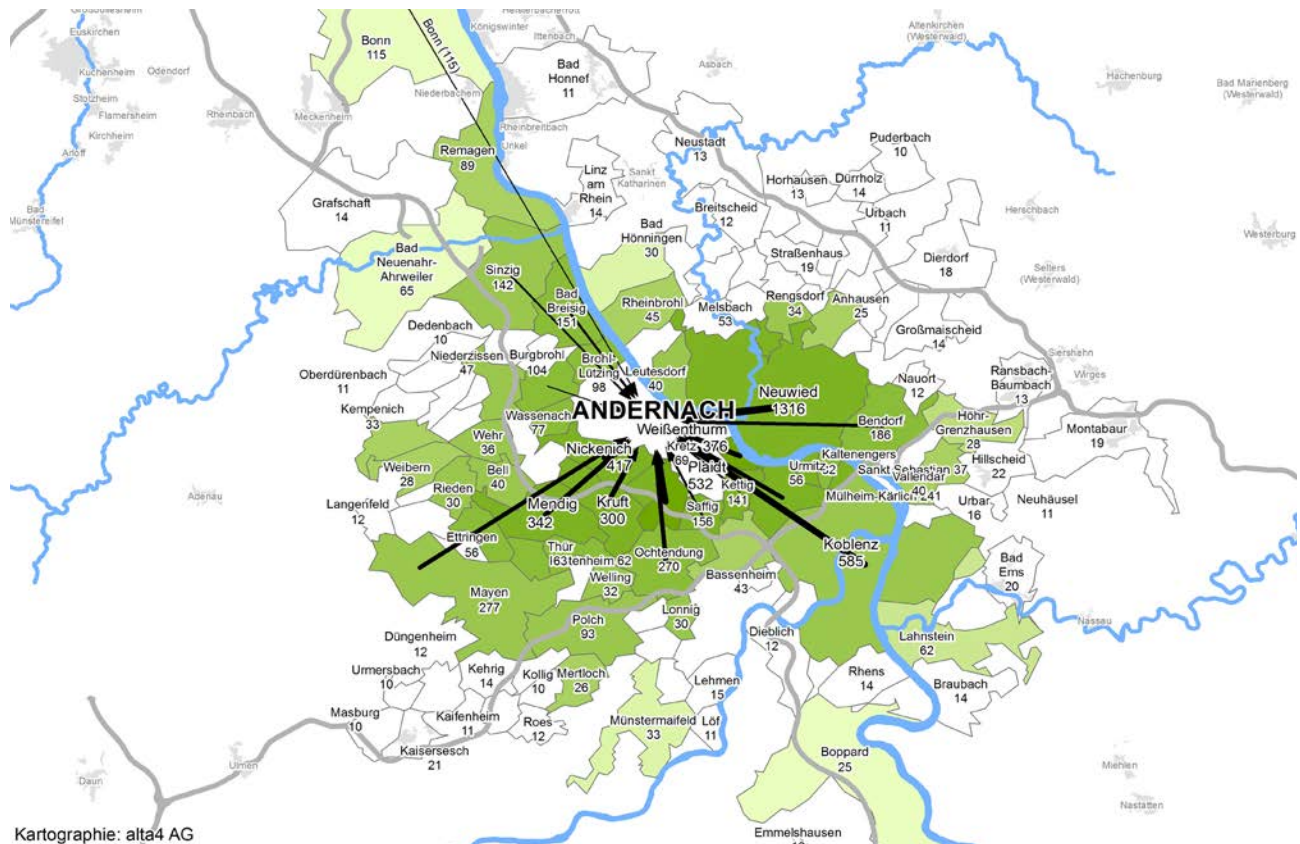 Großbüllesheim
Euskirchen
Kuchenheim
Odendorf
Stotzheim
Flamersheim
Kirchheim
Arloff
Rheinbach
Meckenheim
Bad
Münstereifel
Bonn
115
Bonn (115)
Niederbachem
Königswinter
Ittenbach
Bad
Honnef
11
Rheinbreitbach
Unkel
Asbach
Altenkirchen
(Westerwald)
Hachenburg
Bad Marienberg
(Westerwald)
Remagen
89
Linz
am
Rhein
14
Sankt
Katharinen
Neustadt
13
Puderbach
10
Horhausen
13
Dürrholz
14
Urbach
11
Breitscheid
12
Herschbach
Westerburg
Grafschaft
14
Bad
Neuenahr-
Ahrweiler
65
Sinzig
142
Bad
Breisig
151
Bad
Hönningen
30
Rheinbrohl
45
Straßenhaus
19
Dierdorf
18
Sellers
(Westerwald)
Melsbach
53
Rengsdorf
34
Anhausen
25
Großmaischeid
14
Dedenbach
10
Niederzissen
47
Burgbrohl
104
Brohl-
Lützing
98
Leutesdorf
40
Oberdürenbach
11
Kempenich
33
Siershahn
Wirges
Ransbach-
Baumbach
13
Nauort
12
Neuwied
1316
ANDERNACH
Weißenthurm
376
Bendorf
186
Höhr-
Grenzhausen
28
Montabaur
19
Wassenach
77
Wehr
36
Nickenich
417
Kretz
69
Plaidt
532
Kettig
141
Urmitz
56
Kaltenengers
Sankt Sebastian 37
Vallendar
40
Hillscheid
22
Mülheim-Kärlich
Urbar
16
Neuhäusel
11
Weibern
28
Bell
40
Rieden
30
Adenau
Langenfeld
12
Mendig
342
Kruft
300
Saffig
156
Ettringen
56
Thür
Ochtendung
270
Koblenz
585
Bad
Ems
20
Welling
32
Bassenheim
43
Mayen
277
Lonnig
30
Polch
93
Nassau
Dieblich
12
Lahnstein
62
Düngenheim
12
Urmersbach
10
Kehrig
14
Kollig
10
Mertloch
26
Lehmen
15
Rhens
14
Braubach
14
Masburg
10
Kaifenheim
11
Roes
12
Münstermaifeld
33
Löf
11
Kaisersesch
21
Boppard
25
Ulmen
Daun
Miehlen
Nastätten
Emmelshausen
Kartographie: alta4 AG